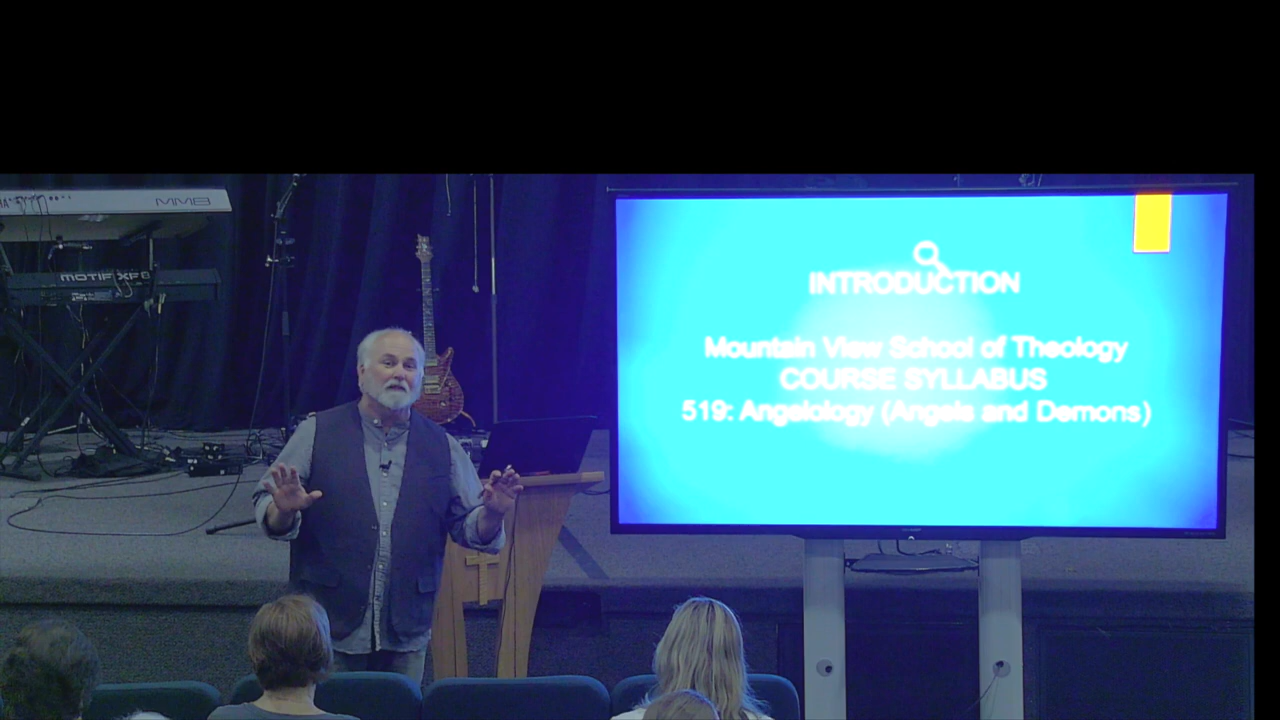 MM8
MOTIF XF8
INTRODUCTION
Mountain View School of Theology
COURSE SYLLABUS
519: Angelology (Angels and Demons)